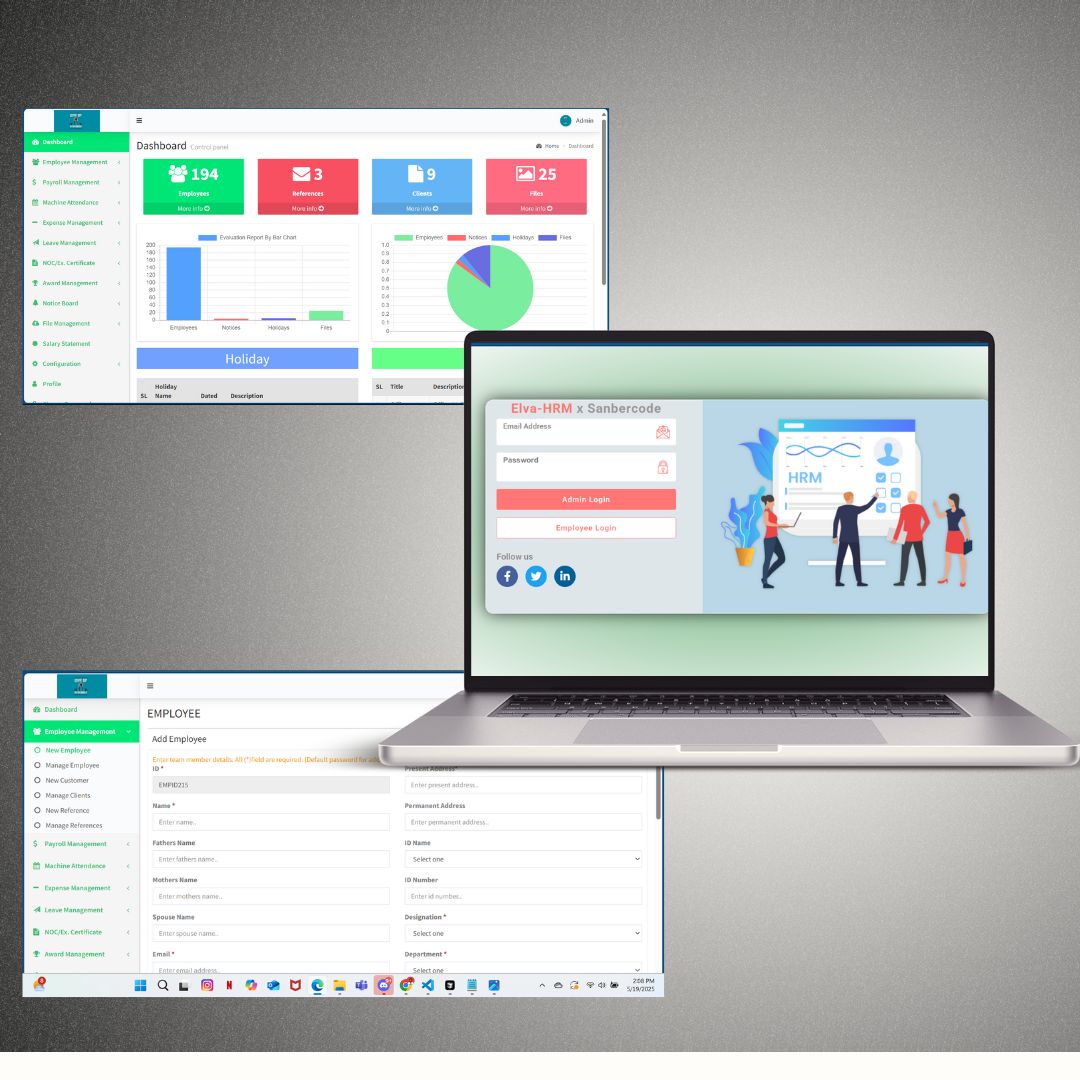 Admin
Dashboard
Dashboard Control panel
Home > Dashboard
Employee Management
Payroll Management
Machine Attendance
Expense Management
Leave Management
NOC/Ex. Certificate
Award Management
Notice Board
File Management
Salary Statement
Configuration
Profile
194
Employees
More info
3
References
More info
9
Clients
More info
25
Files
More info
Evaluation Report By Bar Chart
200
180
160
140
120
100
80
60
40
20
0
Employees Notices Holidays Files
Employees Notices Holidays Files
1.0
0.9
0.8
0.7
0.6
0.5
0.4
0.3
0.2
0.1
0
Holiday
SL Holiday Name Dated Description
SL Title Description
Elva-HRM x Sanbercode
Email Address
Password
Admin Login
Employee Login
Follow us
HRM
Dashboard
Employee Management
New Employee
Manage Employee
New Customer
Manage Clients
New Reference
Manage References
Payroll Management
Machine Attendance
Expense Management
Leave Management
NOC/Ex. Certificate
Award Management
EMPLOYEE
Add Employee
Enter team member details. All (*)field are required. (Default password for
ID *
EMPID215
Name *
Enter name..
Fathers Name
Enter fathers name..
Mothers Name
Enter mothers name..
Spouse Name
Enter spouse name..
Email *
Enter email address..
Present Address*
Enter present address..
Permanent Address
Enter permanent address..
ID Name
Select one
ID Number
Enter id number..
Designation *
Select one
Department *
Select one
2:08 PM
5/19/2025